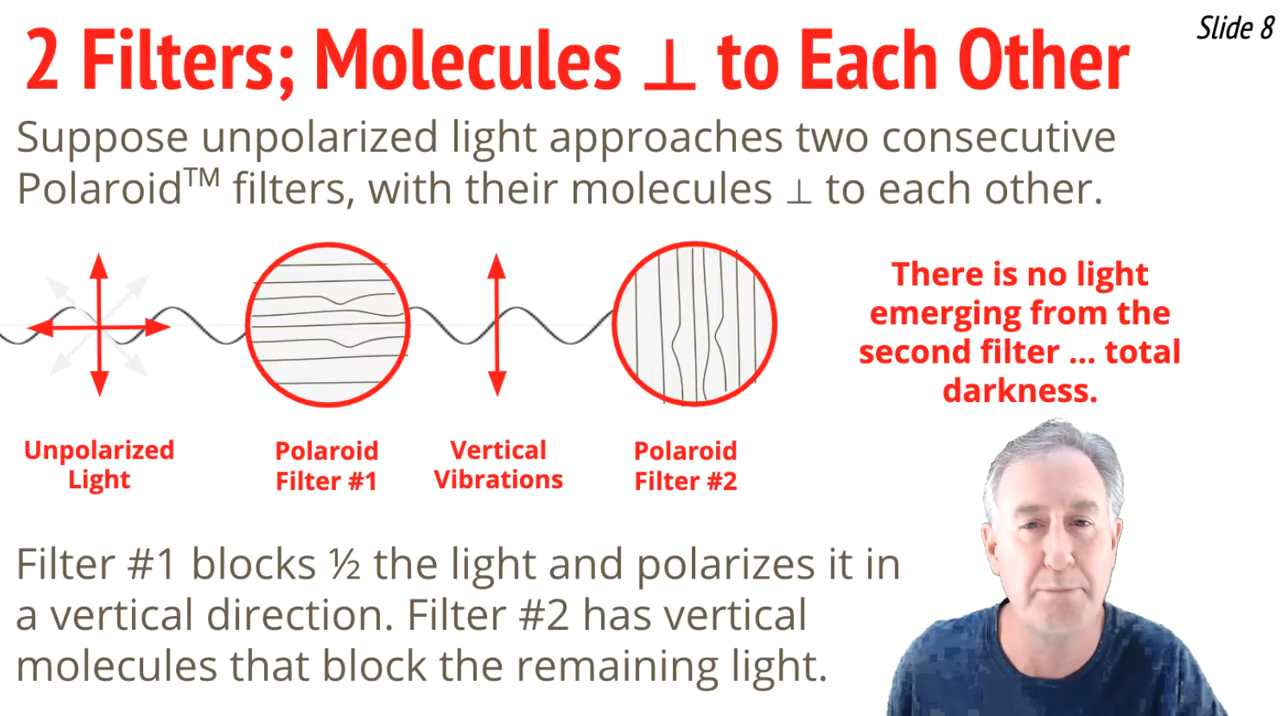 Slide 8
2 Filters; Molecules ⊥ to Each Other
Suppose unpolarized light approaches two consecutive
Polaroid™ filters, with their molecules ⊥ to each other.
There is no light
emerging from the
second filter ... total
darkness.
Unpolarized
Light
Polaroid
Filter #1
Vertical
Vibrations
Polaroid
Filter #2
Filter #1 blocks ½ the light and polarizes it in
a vertical direction. Filter #2 has vertical
molecules that block the remaining light.